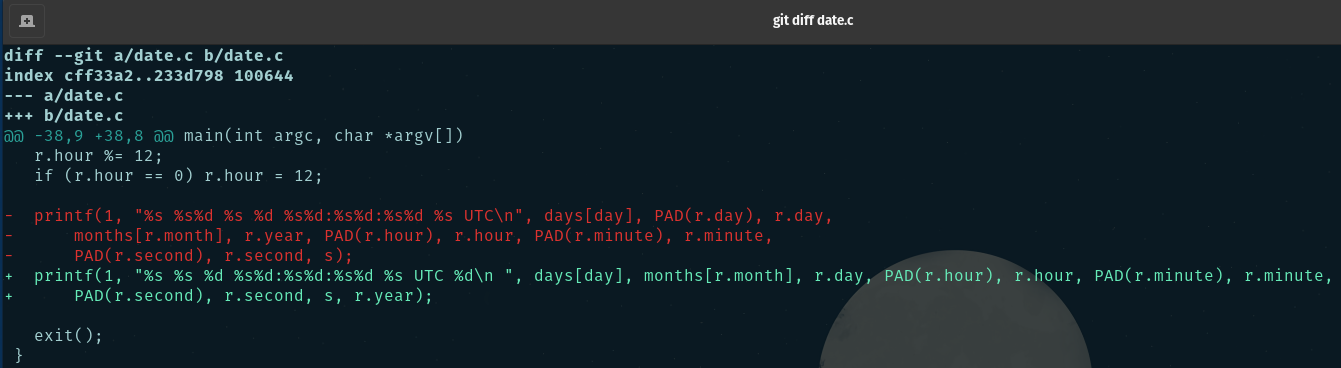 git diff date.c
diff --git a/date.c b/date.c
index cff33a2..233d798 100644
--- a/date.c
+++ b/date.c
@@ -38,9 +38,8 @@ main(int argc, char *argv[])
   r.hour %= 12;
   if (r.hour == 0) r.hour = 12;

-  printf(1, "%s %s%d %s %d %s%d:%s%d:%s%d %s UTC\n", days[day], PAD(r.day), r.day,
-      months[r.month], r.year, PAD(r.hour), r.hour, PAD(r.minute), r.minute,
-      PAD(r.second), r.second, s);
+  printf(1, "%s %s %d %s%d:%s%d:%s%d %s UTC %d\n ", days[day], months[r.month], r.day, PAD(r.hour), r.hour, PAD(r.minute), r.minute,
+      PAD(r.second), r.second, s, r.year);

   exit();
 }